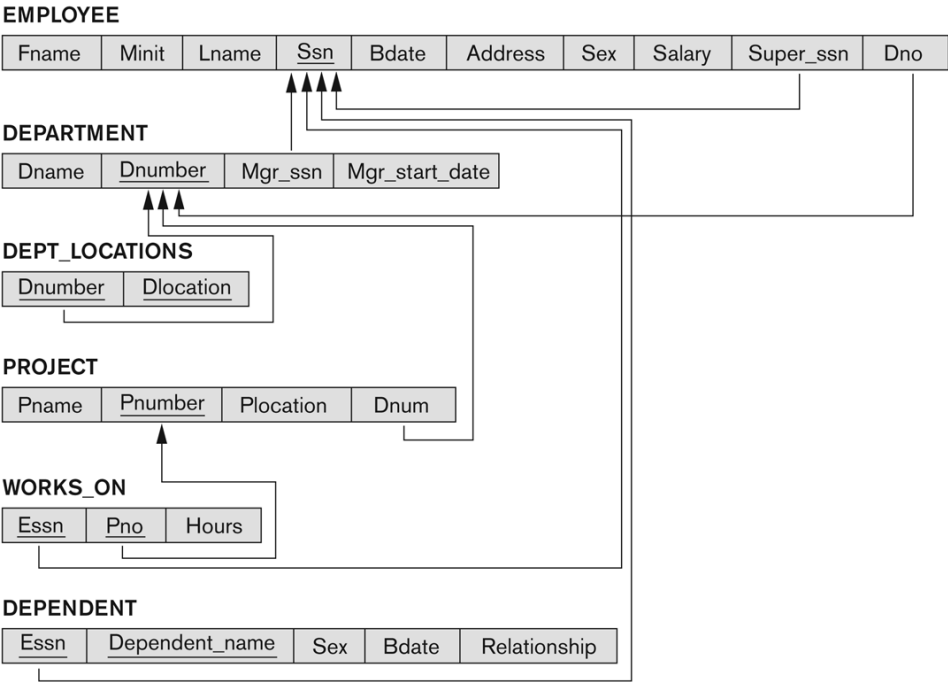 EMPLOYEE
Fname Minit Lname Ssn Bdate Address Sex Salary Super_ssn Dno
DEPARTMENT
Dname Dnumber Mgr_ssn Mgr_start_date
DEPT_LOCATIONS
Dnumber Dlocation
PROJECT
Pname Pnumber Plocation Dnum
WORKS_ON
Essn Pno Hours
DEPENDENT
Essn Dependent_name Sex Bdate Relationship